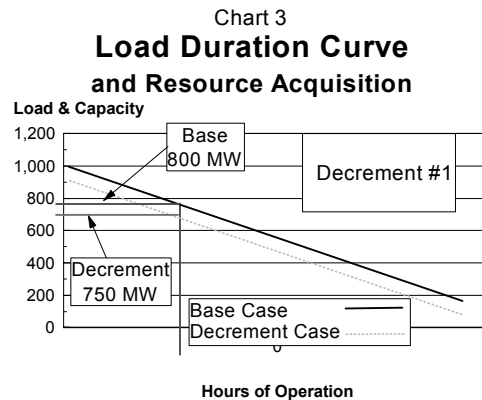 Chart 3
Load Duration Curve
and Resource Acquisition
Load & Capacity
1,200
1,000
800
600
400
200
0
Base
800 MW
Decrement #1
Decrement
750 MW
Base Case
Decrement Case
0
Hours of Operation